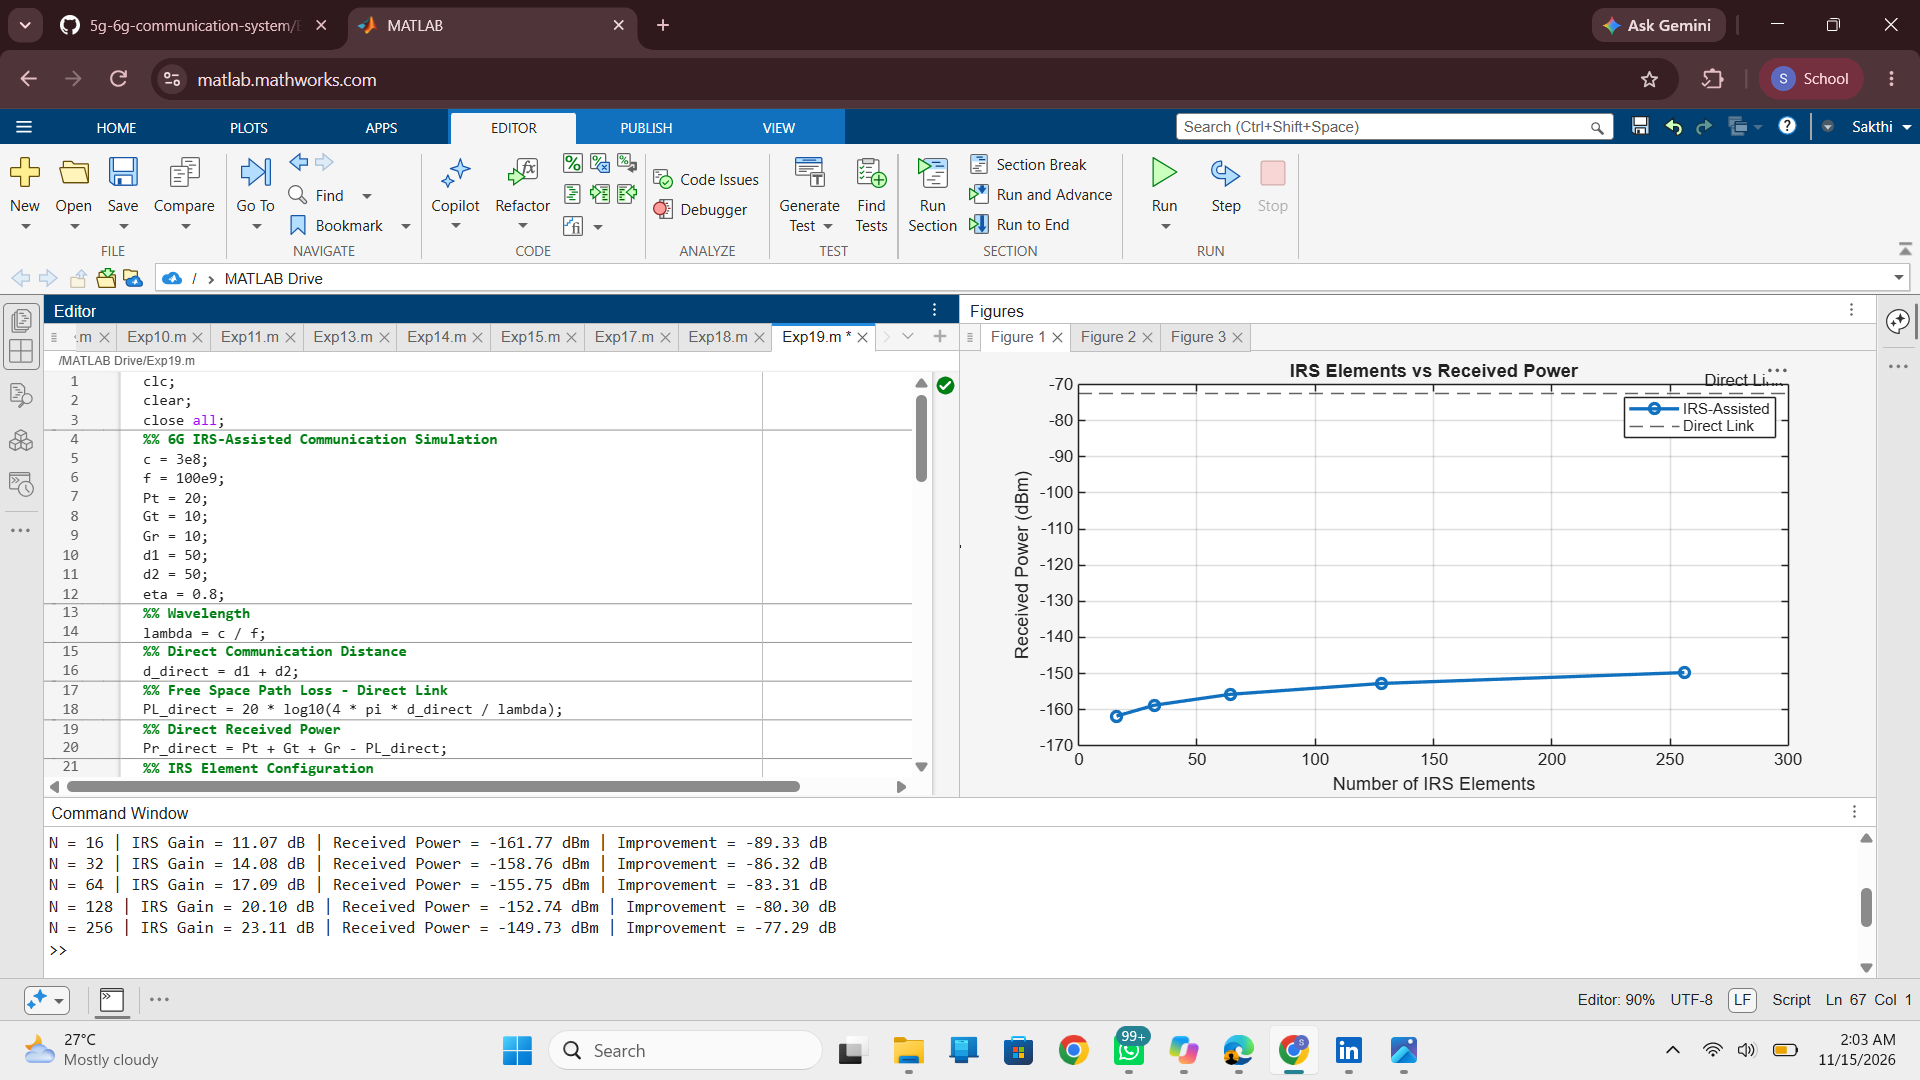 5g-6g-communication-system/
MATLAB
Ask Gemini
matlab.mathworks.com
S School
HOME
PLOTS
APPS
EDITOR
PUBLISH
VIEW
Search (Ctrl+Shift+Space)
Sakthi
New
Open
Save
Compare
Go To
Find
Bookmark
Copilot
Refactor
Code Issues
Debugger
Generate Test
Find Tests
Run Section
Section Break
Run and Advance
Run to End
Run
Step
Stop
FILE
NAVIGATE
CODE
ANALYZE
TEST
SECTION
RUN
/ › MATLAB Drive
Editor
.m
Exp10.m
Exp11.m
Exp13.m
Exp14.m
Exp15.m
Exp17.m
Exp18.m
Exp19.m *
/MATLAB Drive/Exp19.m
1 clc;
2 clear;
3 close all;
4 %% 6G IRS-Assisted Communication Simulation
5 c = 3e8;
6 f = 100e9;
7 Pt = 20;
8 Gt = 10;
9 Gr = 10;
10 d1 = 50;
11 d2 = 50;
12 eta = 0.8;
13 %% Wavelength
14 lambda = c / f;
15 %% Direct Communication Distance
16 d_direct = d1 + d2;
17 %% Free Space Path Loss - Direct Link
18 PL_direct = 20 * log10(4 * pi * d_direct / lambda);
19 %% Direct Received Power
20 Pr_direct = Pt + Gt + Gr - PL_direct;
21 %% IRS Element Configuration
Figures
Figure 1
Figure 2
Figure 3
IRS Elements vs Received Power
Direct Li
IRS-Assisted
Direct Link
Received Power (dBm)
-70
-80
-90
-100
-110
-120
-130
-140
-150
-160
-170
0 50 100 150 200 250 300
Number of IRS Elements
Command Window
N = 16 | IRS Gain = 11.07 dB | Received Power = -161.77 dBm | Improvement = -89.33 dB
N = 32 | IRS Gain = 14.08 dB | Received Power = -158.76 dBm | Improvement = -86.32 dB
N = 64 | IRS Gain = 17.09 dB | Received Power = -155.75 dBm | Improvement = -83.31 dB
N = 128 | IRS Gain = 20.10 dB | Received Power = -152.74 dBm | Improvement = -80.30 dB
N = 256 | IRS Gain = 23.11 dB | Received Power = -149.73 dBm | Improvement = -77.29 dB
>>
Editor: 90% UTF-8 LF Script Ln 67 Col 1
27°C
Mostly cloudy
Search
99+
2:03 AM
11/15/2026